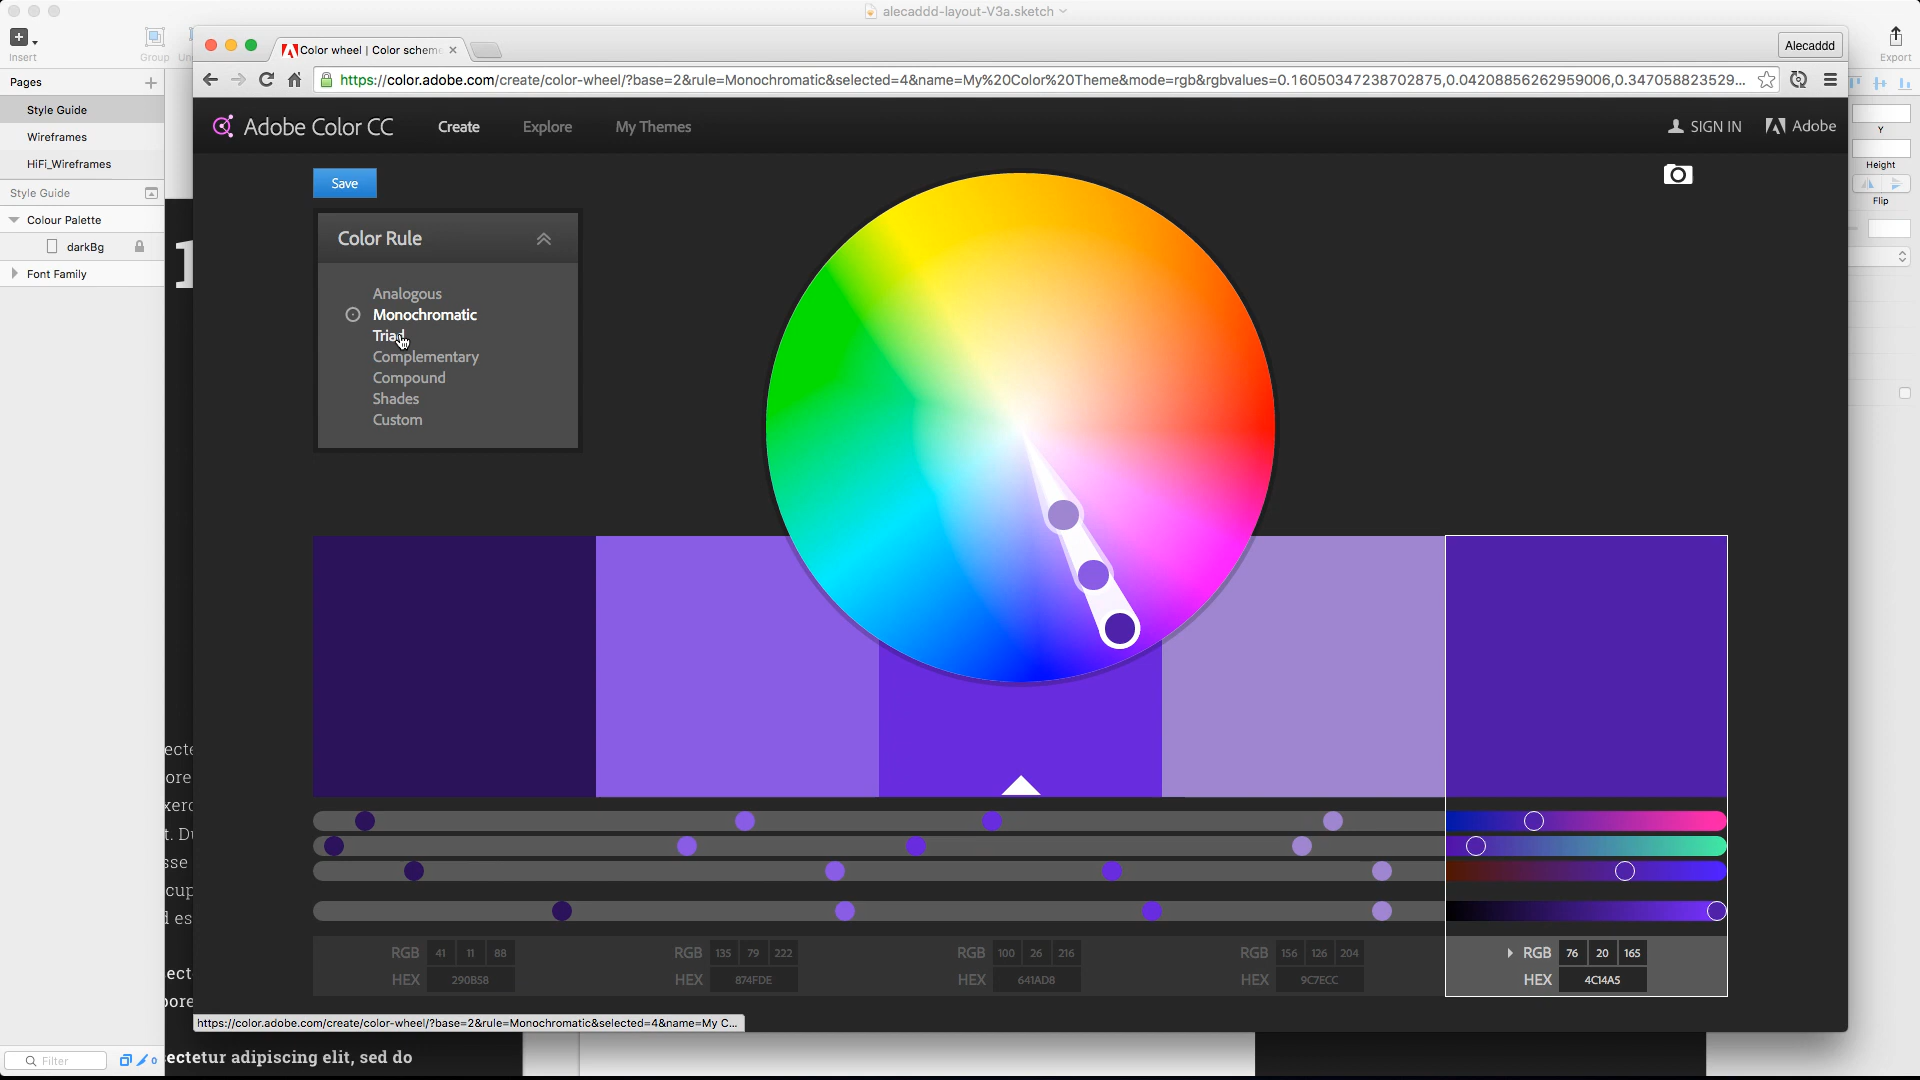 alecaddd-layout-V3a.sketch
Insert
Group
Export
Color wheel | Color scheme
Alecaddd
https://color.adobe.com/create/color-wheel/?base=2&rule=Monochromatic&selected=4&name=My%20Color%20Theme&mode=rgb&rgbvalues=0.16050347238702875,0.04208856262959006,0.347058823529...
Pages
Style Guide
Wireframes
HiFi_Wireframes
Style Guide
Colour Palette
darkBg
Font Family
Adobe Color CC
Create
Explore
My Themes
SIGN IN
Adobe
Y
Height
Flip
Save
Color Rule
Analogous
Monochromatic
Triad
Complementary
Compound
Shades
Custom
RGB 41 11 88
HEX 290B58
RGB 135 79 222
HEX 874FDE
RGB 100 26 216
HEX 641AD8
RGB 156 126 204
HEX 9C7ECC
RGB 76 20 165
HEX 4C14A5
https://color.adobe.com/create/color-wheel/?base=2&rule=Monochromatic&selected=4&name=My C...
Filter
0
ectetur adipiscing elit, sed do